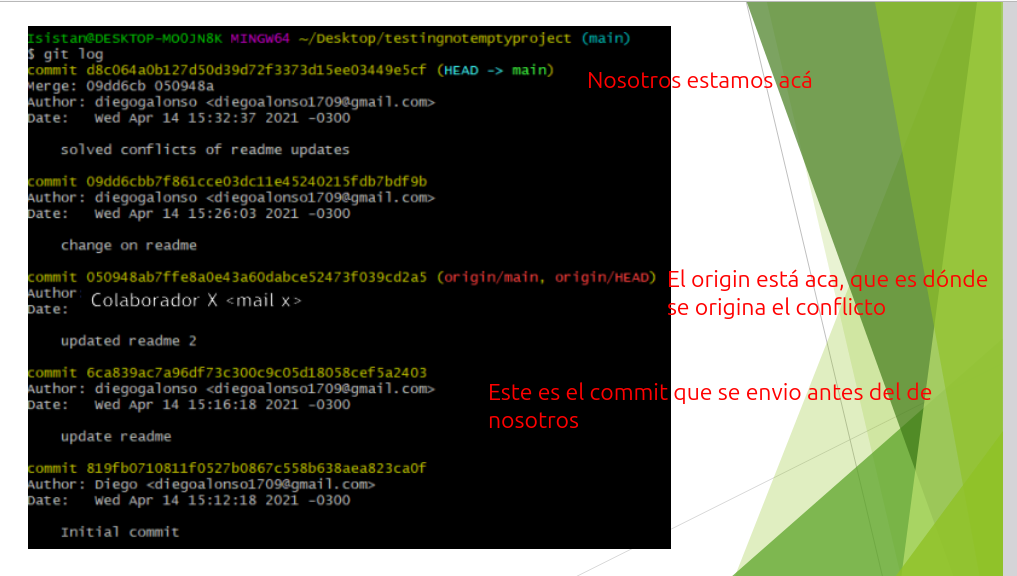 Isistan@DESKTOP-MO0JN8K MINGW64 ~/Desktop/testingnotemptyproject (main)
$ git log
commit d8c064a0b127d50d39d72f3373d15ee03449e5cf (HEAD -> main)
Merge: 09dd6cb 050948a
Author: diegogalonso <diegoalonso1709@gmail.com>
Date:   Wed Apr 14 15:32:37 2021 -0300
Nosotros estamos acá
solved conflicts of readme updates
commit 09dd6cbb7f861cce03dc11e45240215fdb7bdf9b
Author: diegogalonso <diegoalonso1709@gmail.com>
Date:   Wed Apr 14 15:26:03 2021 -0300
change on readme
commit 050948ab7ffe8a0e43a60dabce52473f039cd2a5 (origin/main, origin/HEAD)
Author Colaborador X <mail x>
Date:
El origin está aca, que es dónde
se origina el conflicto
updated readme 2
commit 6ca839ac7a96df73c300c9c05d18058cef5a2403
Author: diegogalonso <diegoalonso1709@gmail.com>
Date:   Wed Apr 14 15:16:18 2021 -0300
Este es el commit que se envio antes del de
nosotros
update readme
commit 819fb0710811f0527b0867c558b638aea823ca0f
Author: Diego <diegoalonso1709@gmail.com>
Date:   Wed Apr 14 15:12:18 2021 -0300
Initial commit